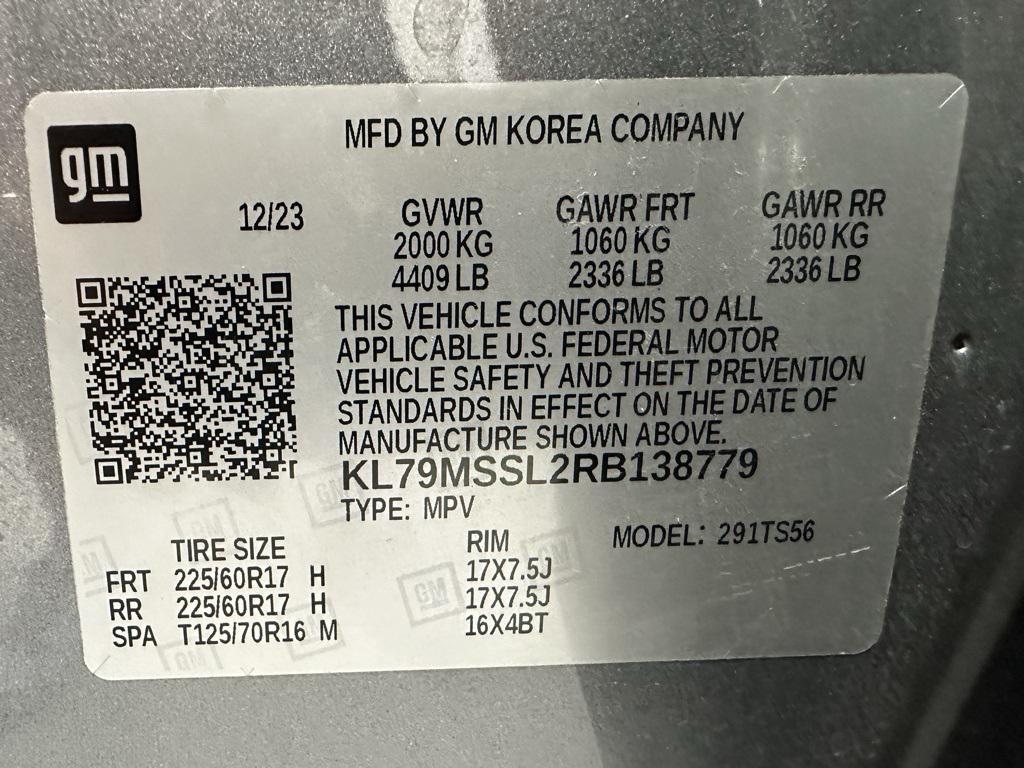 gm
MFD BY GM KOREA COMPANY
12/23 GVWR GAWR FRT GAWR RR
2000 KG 1060 KG 1060 KG
4409 LB 2336 LB 2336 LB
THIS VEHICLE CONFORMS TO ALL
APPLICABLE U.S. FEDERAL MOTOR
VEHICLE SAFETY AND THEFT PREVENTION
STANDARDS IN EFFECT ON THE DATE OF
MANUFACTURE SHOWN ABOVE.
KL79MSSL2RB138779
TYPE: MPV MODEL: 291TS56
TIRE SIZE RIM
FRT 225/60R17 H 17X7.5J
RR 225/60R17 H 17X7.5J
SPA T125/70R16 M 16X4BT
GM